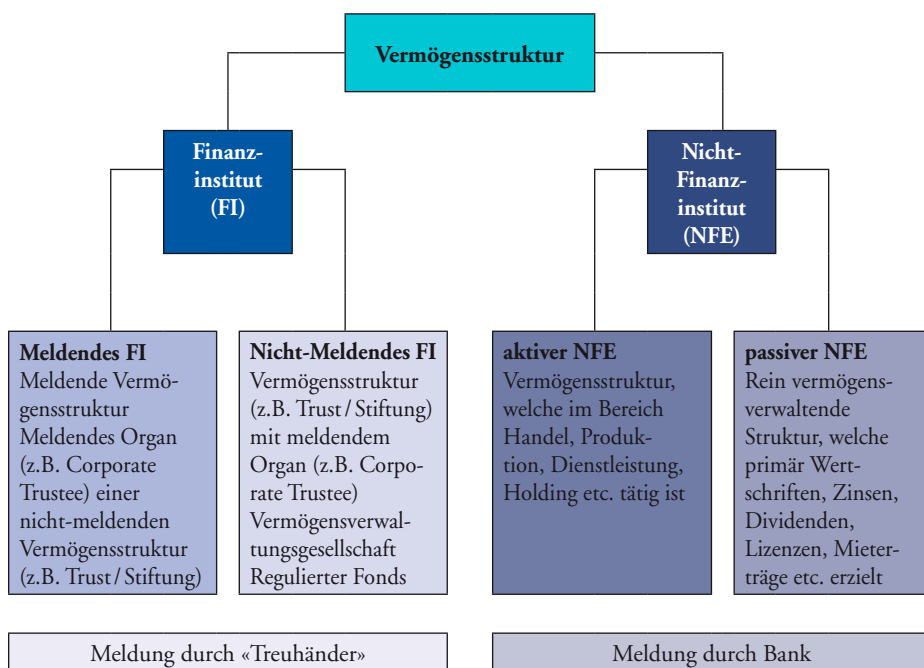 Vermögensstruktur
Finanz-
institut
(FI)
Nicht-
Finanz-
institut
(NFE)
Meldendes FI
Meldende Vermö-
gensstruktur
Meldendes Organ
(z.B. Corporate
Trustee) einer
nicht-meldenden
Vermögensstruktur
(z.B. Trust / Stiftung)
Nicht-Meldendes FI
Vermögensstruktur
(z.B. Trust / Stiftung)
mit meldendem
Organ (z.B. Corpo-
rate Trustee)
Vermögensverwal-
tungsgesellschaft
Regulierter Fonds
aktiver NFE
Vermögensstruktur,
welche im Bereich
Handel, Produk-
tion, Dienstleistung,
Holding etc. tätig ist
passiver NFE
Rein vermögens-
verwaltende
Struktur, welche
primär Wert-
schriften, Zinsen,
Dividenden,
Lizenzen, Mieter-
träge etc. erzielt
Meldung durch «Treuhänder»
Meldung durch Bank